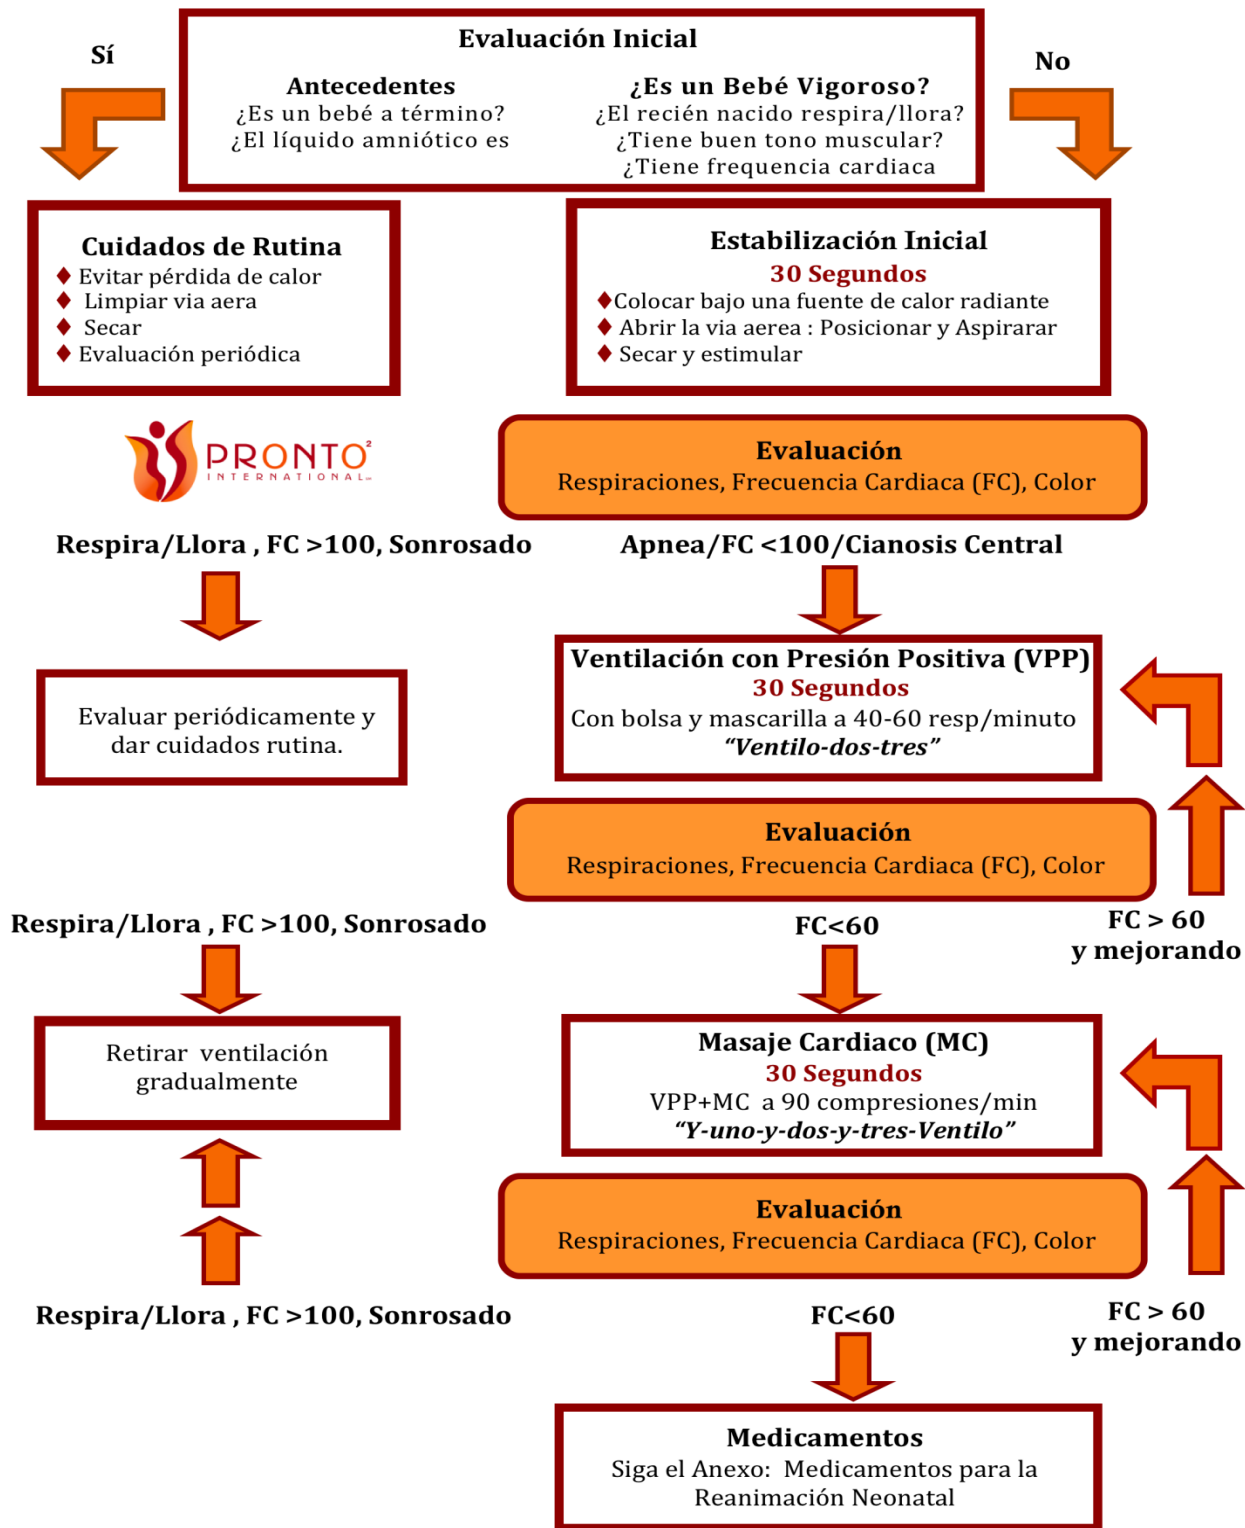 Evaluación Inicial
Sí
No
Antecedentes
¿Es un bebé a término?
¿El líquido amniótico es
¿Es un Bebé Vigoroso?
¿El recién nacido respira/llora?
¿Tiene buen tono muscular?
¿Tiene frequencia cardiaca
Cuidados de Rutina
♦ Evitar pérdida de calor
♦ Limpiar via aera
♦ Secar
♦ Evaluación periódica
Estabilización Inicial
30 Segundos
♦Colocar bajo una fuente de calor radiante
♦ Abrir la via aerea : Posicionar y Aspirarar
♦ Secar y estimular
PRONTO²
INTERNATIONAL
Evaluación
Respiraciones, Frecuencia Cardiaca (FC), Color
Respira/Llora , FC >100, Sonrosado
Apnea/FC <100/Cianosis Central
Evaluar periódicamente y
dar cuidados rutina.
Ventilación con Presión Positiva (VPP)
30 Segundos
Con bolsa y mascarilla a 40-60 resp/minuto
“Ventilo-dos-tres”
Evaluación
Respiraciones, Frecuencia Cardiaca (FC), Color
Respira/Llora , FC >100, Sonrosado
FC<60
FC > 60
y mejorando
Retirar ventilación
gradualmente
Masaje Cardiaco (MC)
30 Segundos
VPP+MC a 90 compresiones/min
“Y-uno-y-dos-y-tres-Ventilo”
Evaluación
Respiraciones, Frecuencia Cardiaca (FC), Color
Respira/Llora , FC >100, Sonrosado
FC<60
FC > 60
y mejorando
Medicamentos
Siga el Anexo: Medicamentos para la
Reanimación Neonatal